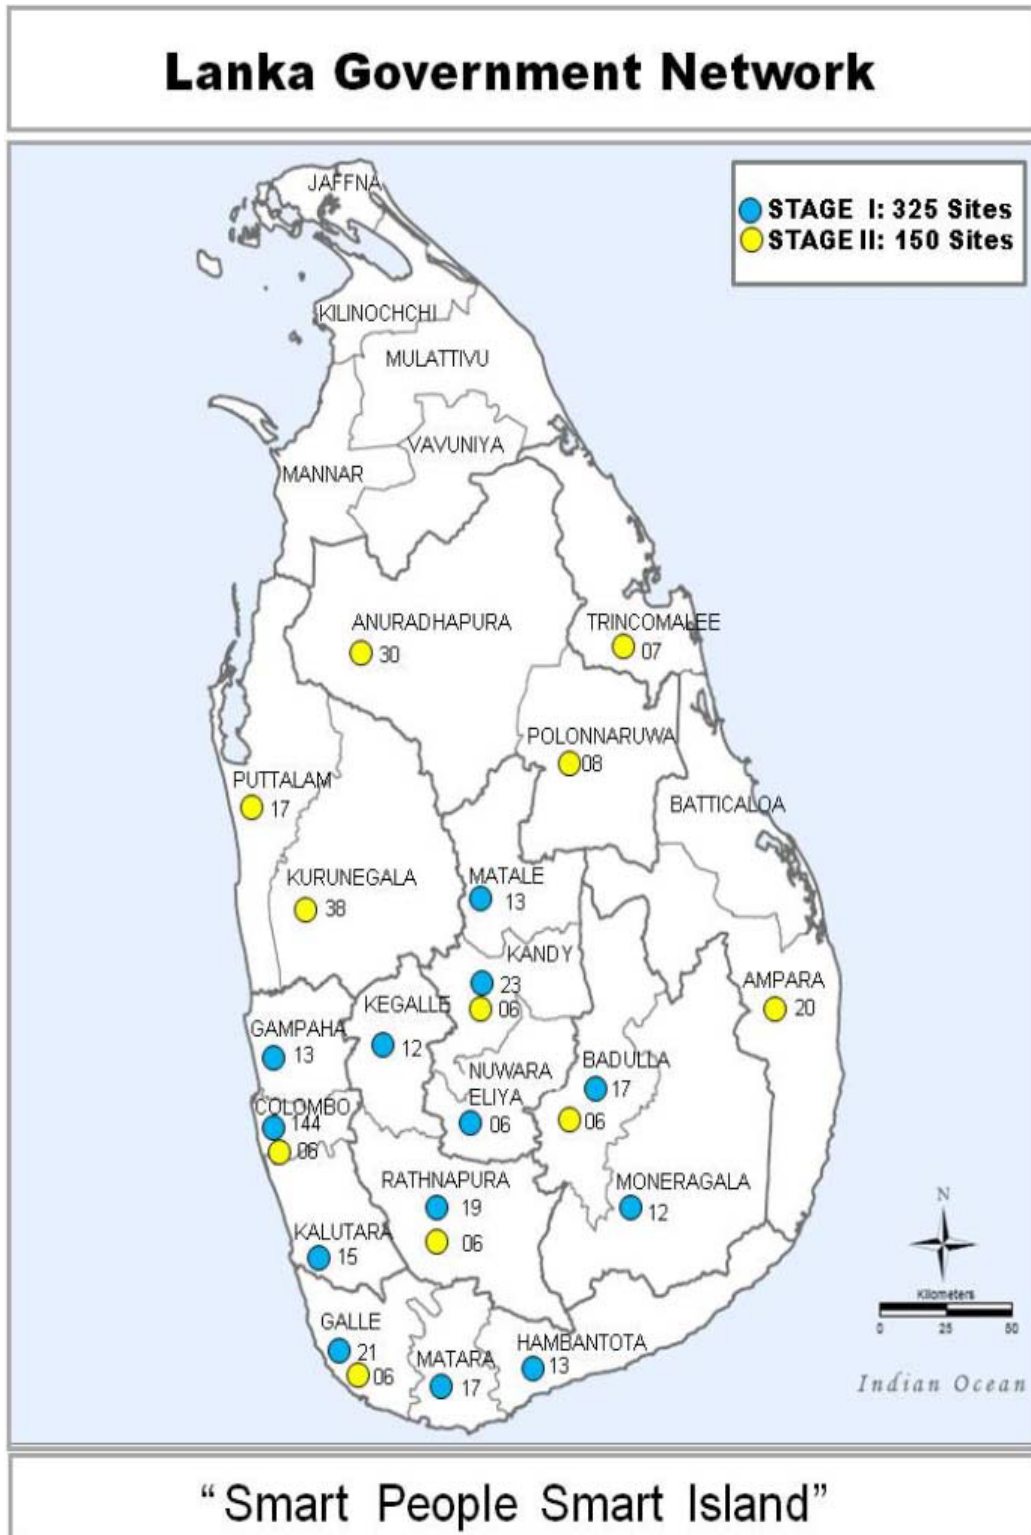 Lanka Government Network
STAGE I: 325 Sites
STAGE II: 150 Sites
JAFFNA
KILINOCHCHI
MULATTIVU
VAVUNIYA
MANNAR
ANURADHAPURA
30
TRINCOMALEE
07
POLONNARUWA
08
PUTTALAM
17
BATTICALOA
KURUNEGALA
38
MATALE
13
KANDY
23
06
AMPARA
20
KEGALLE
12
GAMPAHA
13
NUWARA
ELIYA
06
BADULLA
17
06
COLOMBO
144
06
RATHNAPURA
19
06
MONERAGALA
12
KALUTARA
15
GALLE
21
06
MATARA
17
HAMBANTOTA
13
N
Kilometers
0 25 50
Indian Ocean
“Smart People Smart Island”